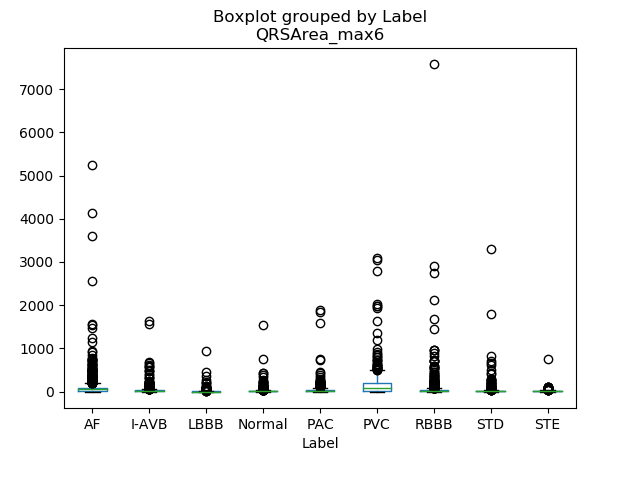 Boxplot grouped by Label
QRSArea_max6
7000
6000
5000
4000
3000
2000
1000
0
AF I-AVB LBBB Normal PAC PVC RBBB STD STE
Label